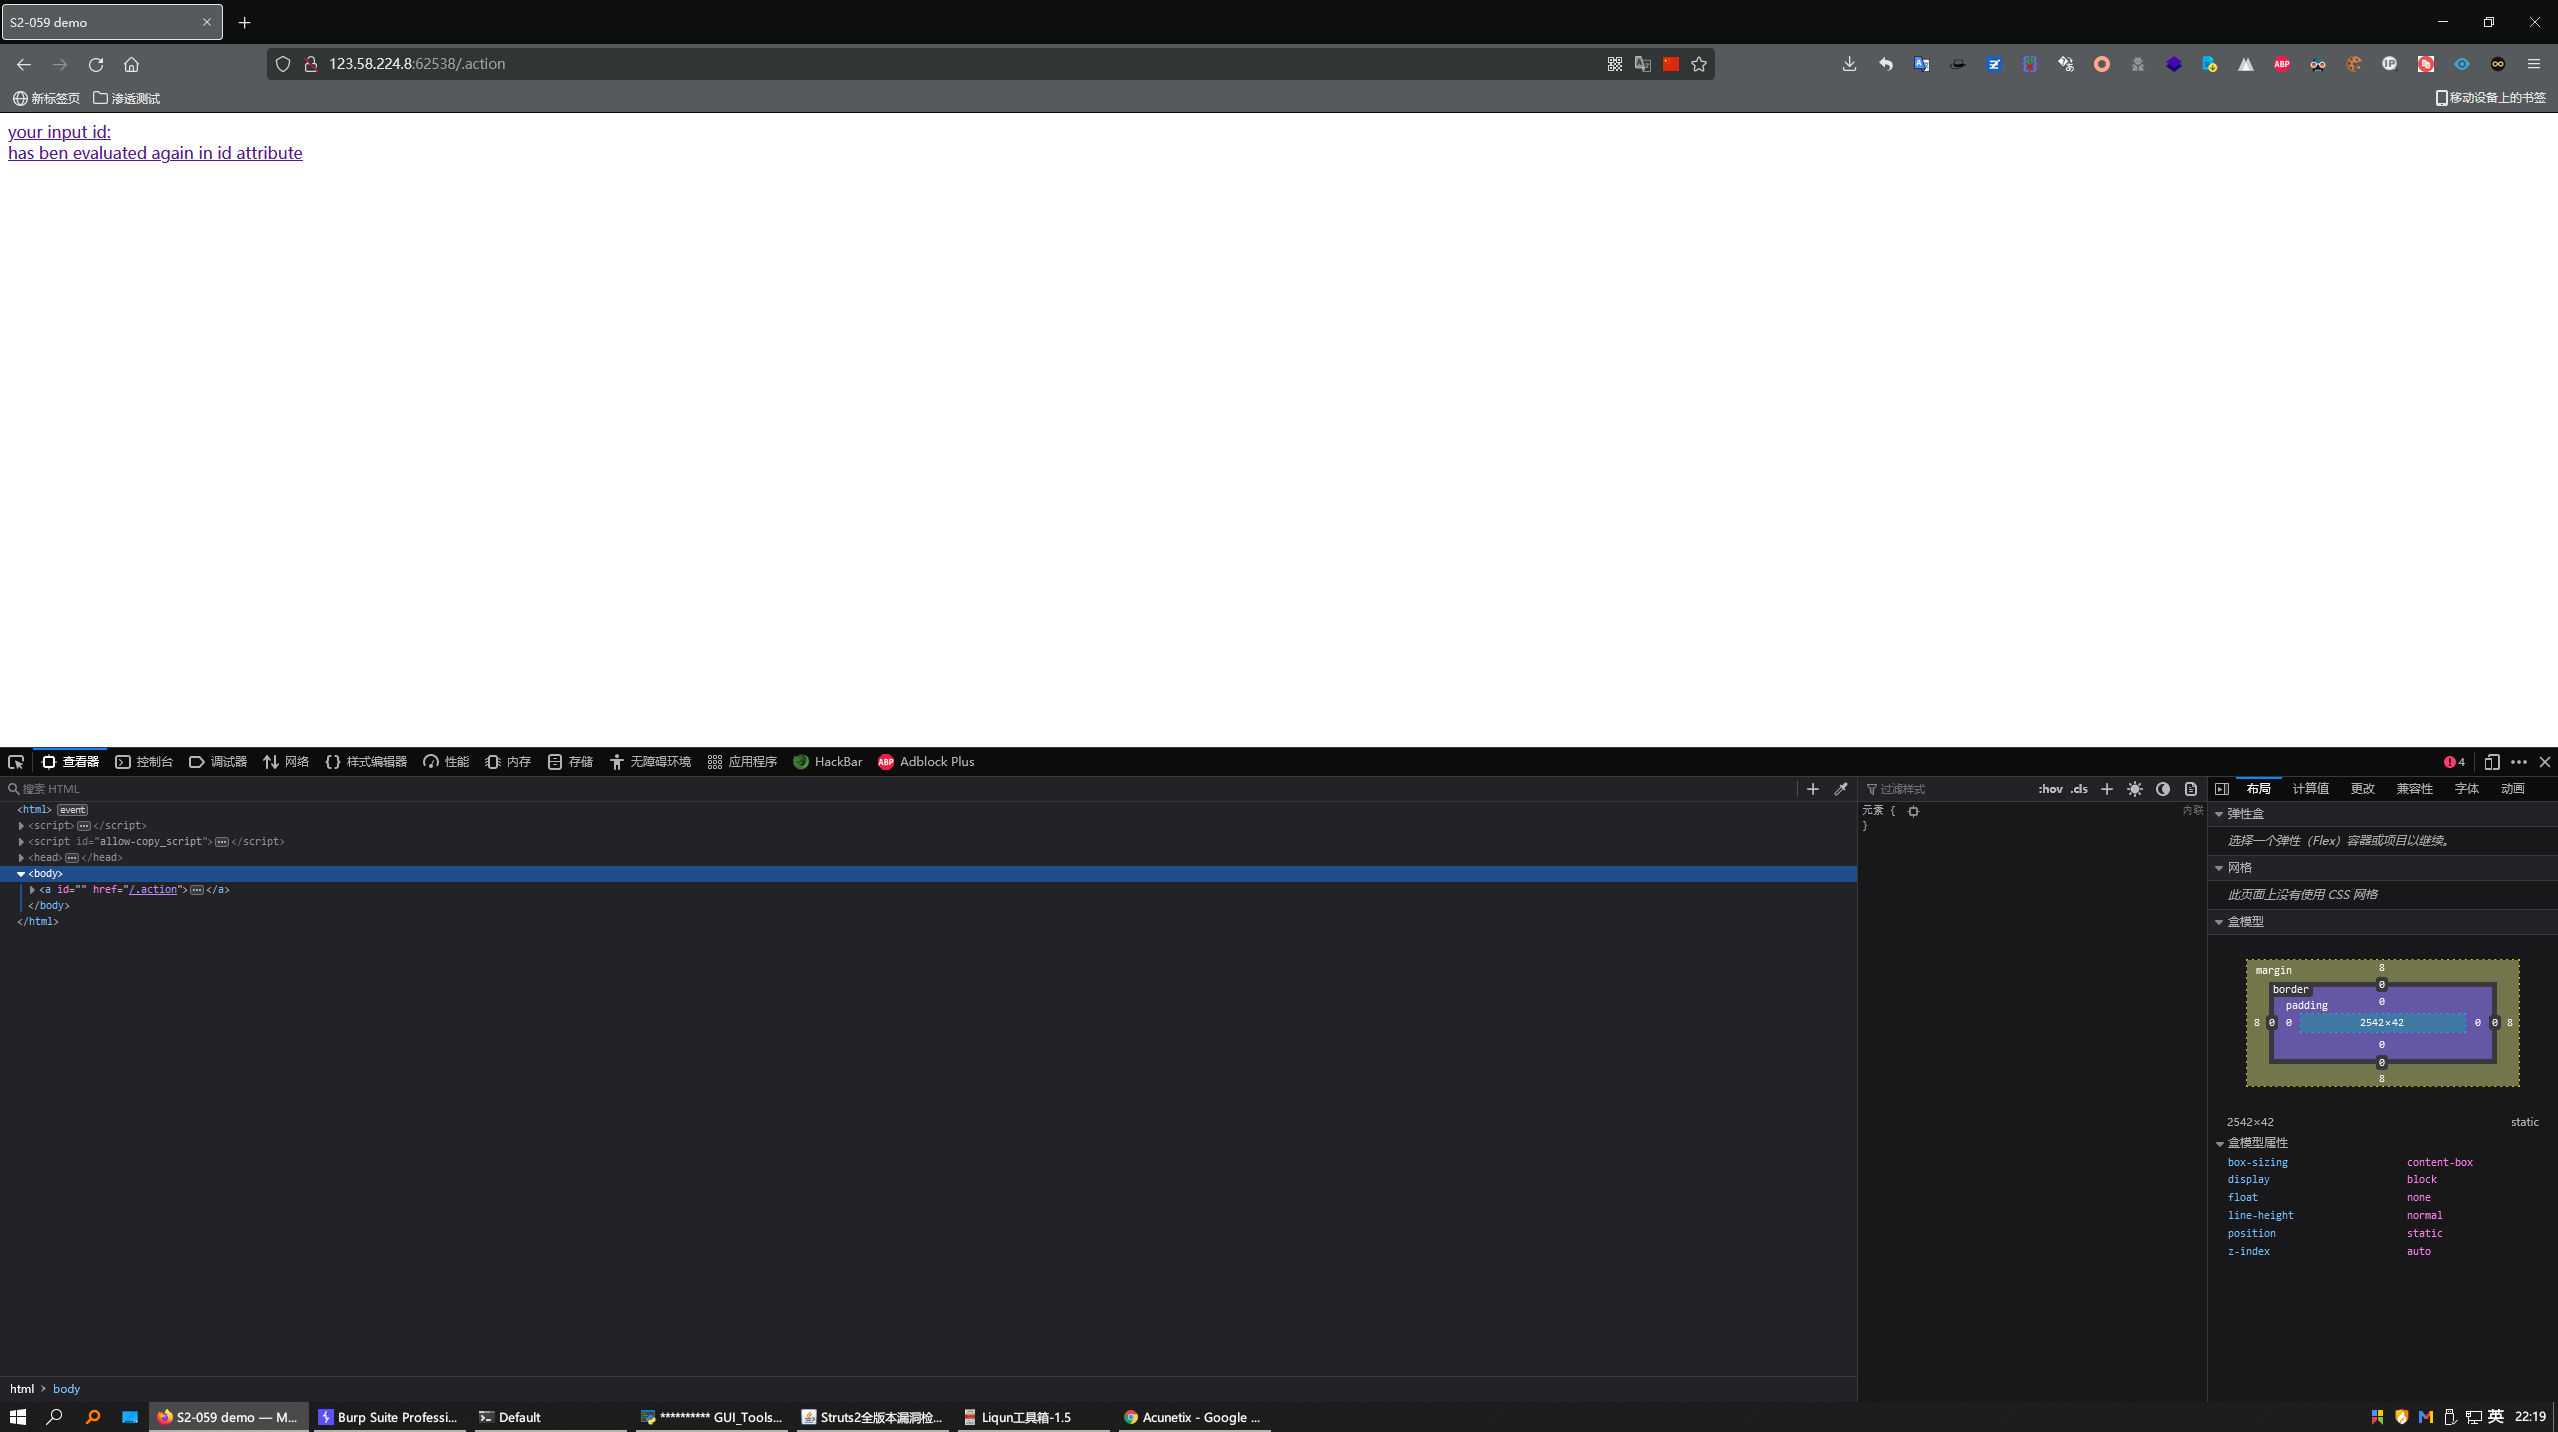 S2-059 demo
123.58.224.8:62538/.action
新标签页
渗透测试
移动设备上的书签
your input id:
has ben evaluated again in id attribute
查看器
控制台
调试器
网络
样式编辑器
性能
内存
存储
无障碍环境
应用程序
HackBar
ABP Adblock Plus
4
搜索 HTML
<html> event
<script></script>
<script id="allow-copy_script"></script>
<head></head>
<body>
<a id="" href="/.action"></a>
</body>
</html>
html > body
过滤样式
:hov .cls
元素 {
内联
}
布局
计算值
更改
兼容性
字体
动画
弹性盒
选择一个弹性（Flex）容器或项目以继续。
网格
此页面上没有使用 CSS 网格
盒模型
margin 8
border 0
padding 0
8 0 0 2542×42 0 0 8
0
0
8
2542×42 static
盒模型属性
box-sizing content-box
display block
float none
line-height normal
position static
z-index auto
S2-059 demo — M...
Burp Suite Professi...
Default
********** GUI_Tools...
Struts2全版本漏洞检...
Liqun工具箱-1.5
Acunetix - Google ...
英
22:19